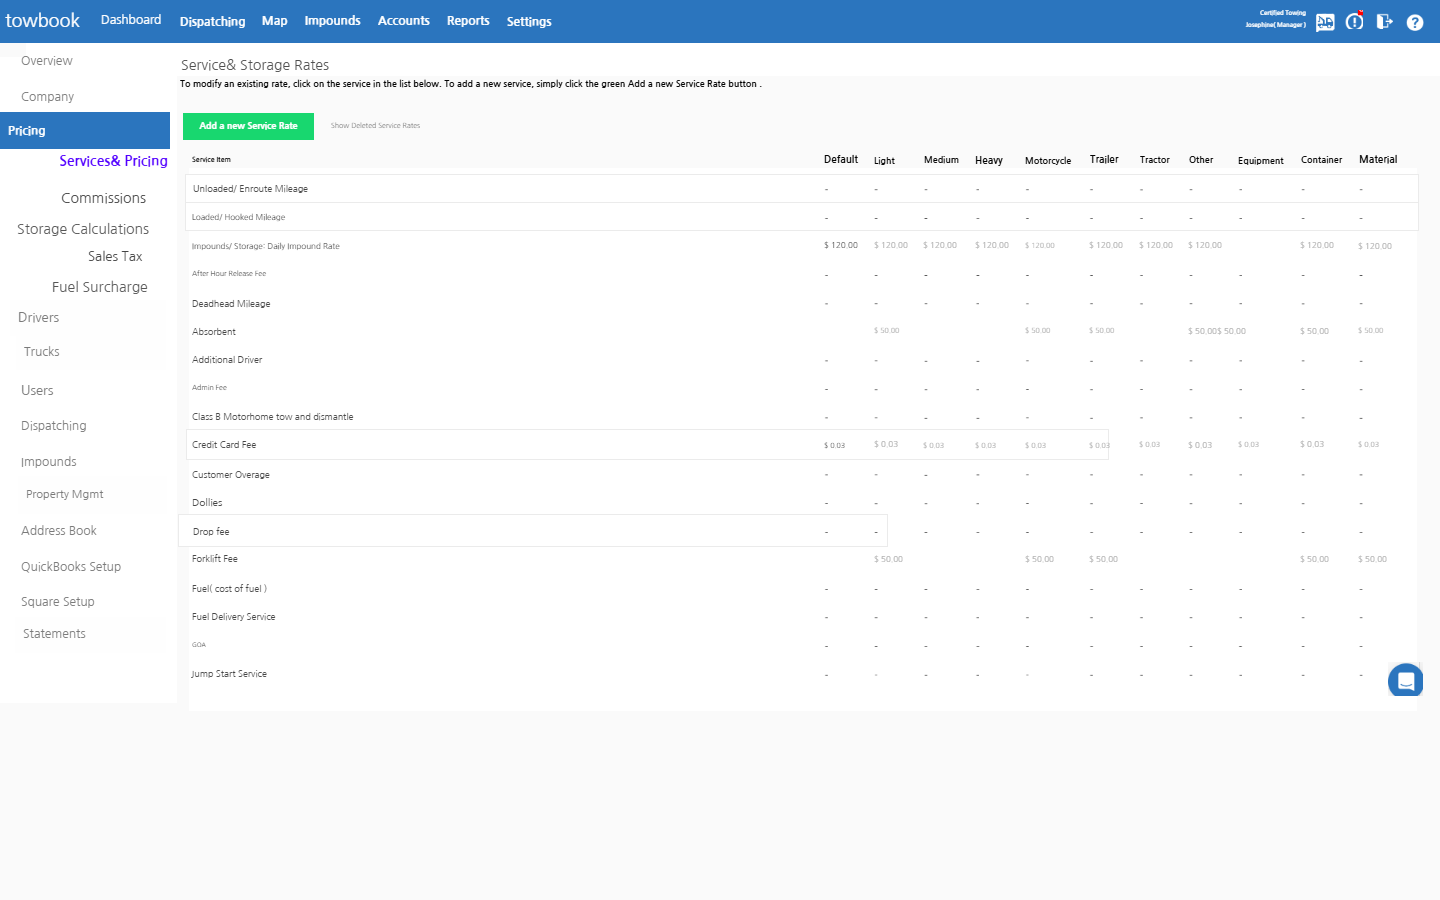 towbook Dashboard Dispatching Map Impounds Accounts Reports Settings
Certified Towing
Josephine( Manager )
Overview
Company
Pricing
Services& Pricing
Commissions
Storage Calculations
Sales Tax
Fuel Surcharge
Drivers
Trucks
Users
Dispatching
Impounds
Property Mgmt
Address Book
QuickBooks Setup
Square Setup
Statements
Service& Storage Rates
To modify an existing rate, click on the service in the list below. To add a new service, simply click the green Add a new Service Rate button .
Add a new Service Rate Show Deleted Service Rates
Service Item Default Light Medium Heavy Motorcycle Trailer Tractor Other Equipment Container Material
Unloaded/ Enroute Mileage - - - - - - - - - - -
Loaded/ Hooked Mileage - - - - - - - - - - -
Impounds/ Storage: Daily Impound Rate $ 120.00 $ 120.00 $ 120.00 $ 120.00 $ 120.00 $ 120.00 $ 120.00 $ 120.00 $ 120.00 $ 120.00
After Hour Release Fee - - - - - - - - - - -
Deadhead Mileage - - - - - - - - - - -
Absorbent $ 50.00 $ 50.00 $ 50.00 $ 50.00$ 50.00 $ 50.00 $ 50.00
Additional Driver - - - - - - - - - - -
Admin Fee - - - - - - - - - - -
Class B Motorhome tow and dismantle - - - - - - - - - - -
Credit Card Fee $ 0.03 $ 0.03 $ 0.03 $ 0.03 $ 0.03 $ 0.03 $ 0.03 $ 0.03 $ 0.03 $ 0.03 $ 0.03
Customer Overage - - - - - - - - - - -
Dollies - - - - - - - - - - -
Drop fee - - - - - - - - - - -
Forklift Fee $ 50.00 $ 50.00 $ 50.00 $ 50.00 $ 50.00
Fuel( cost of fuel ) - - - - - - - - - - -
Fuel Delivery Service - - - - - - - - - - -
GOA - - - - - - - - - - -
Jump Start Service - - - - - - - - - - -